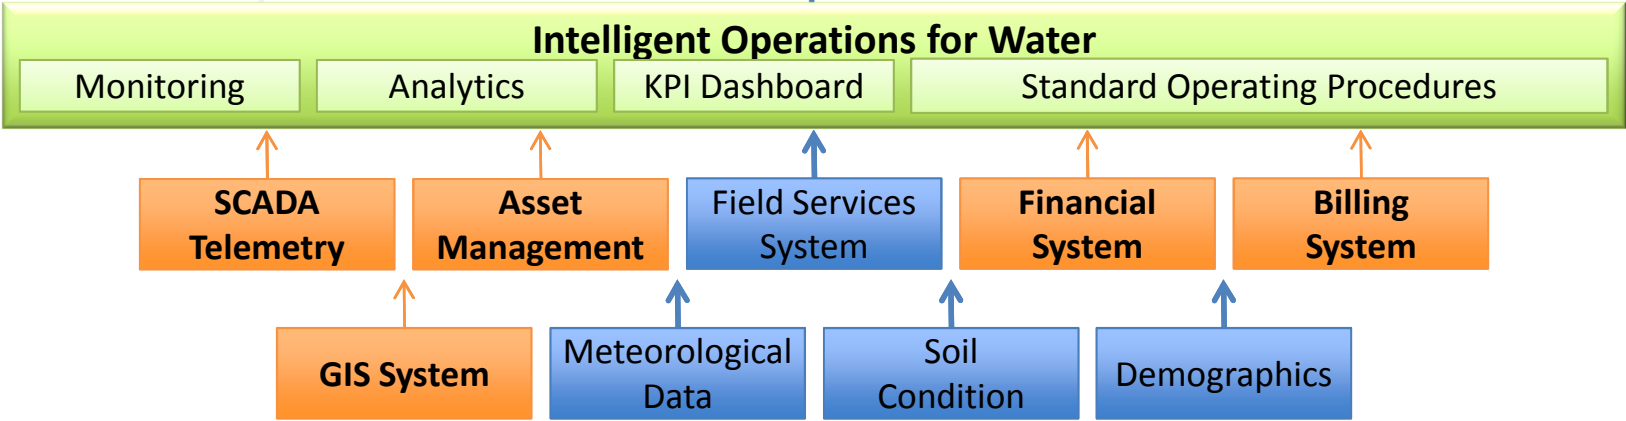 Intelligent Operations for Water
Monitoring
Analytics
KPI Dashboard
Standard Operating Procedures
SCADA
Telemetry
Asset
Management
Field Services
System
Financial
System
Billing
System
GIS System
Meteorological
Data
Soil
Condition
Demographics